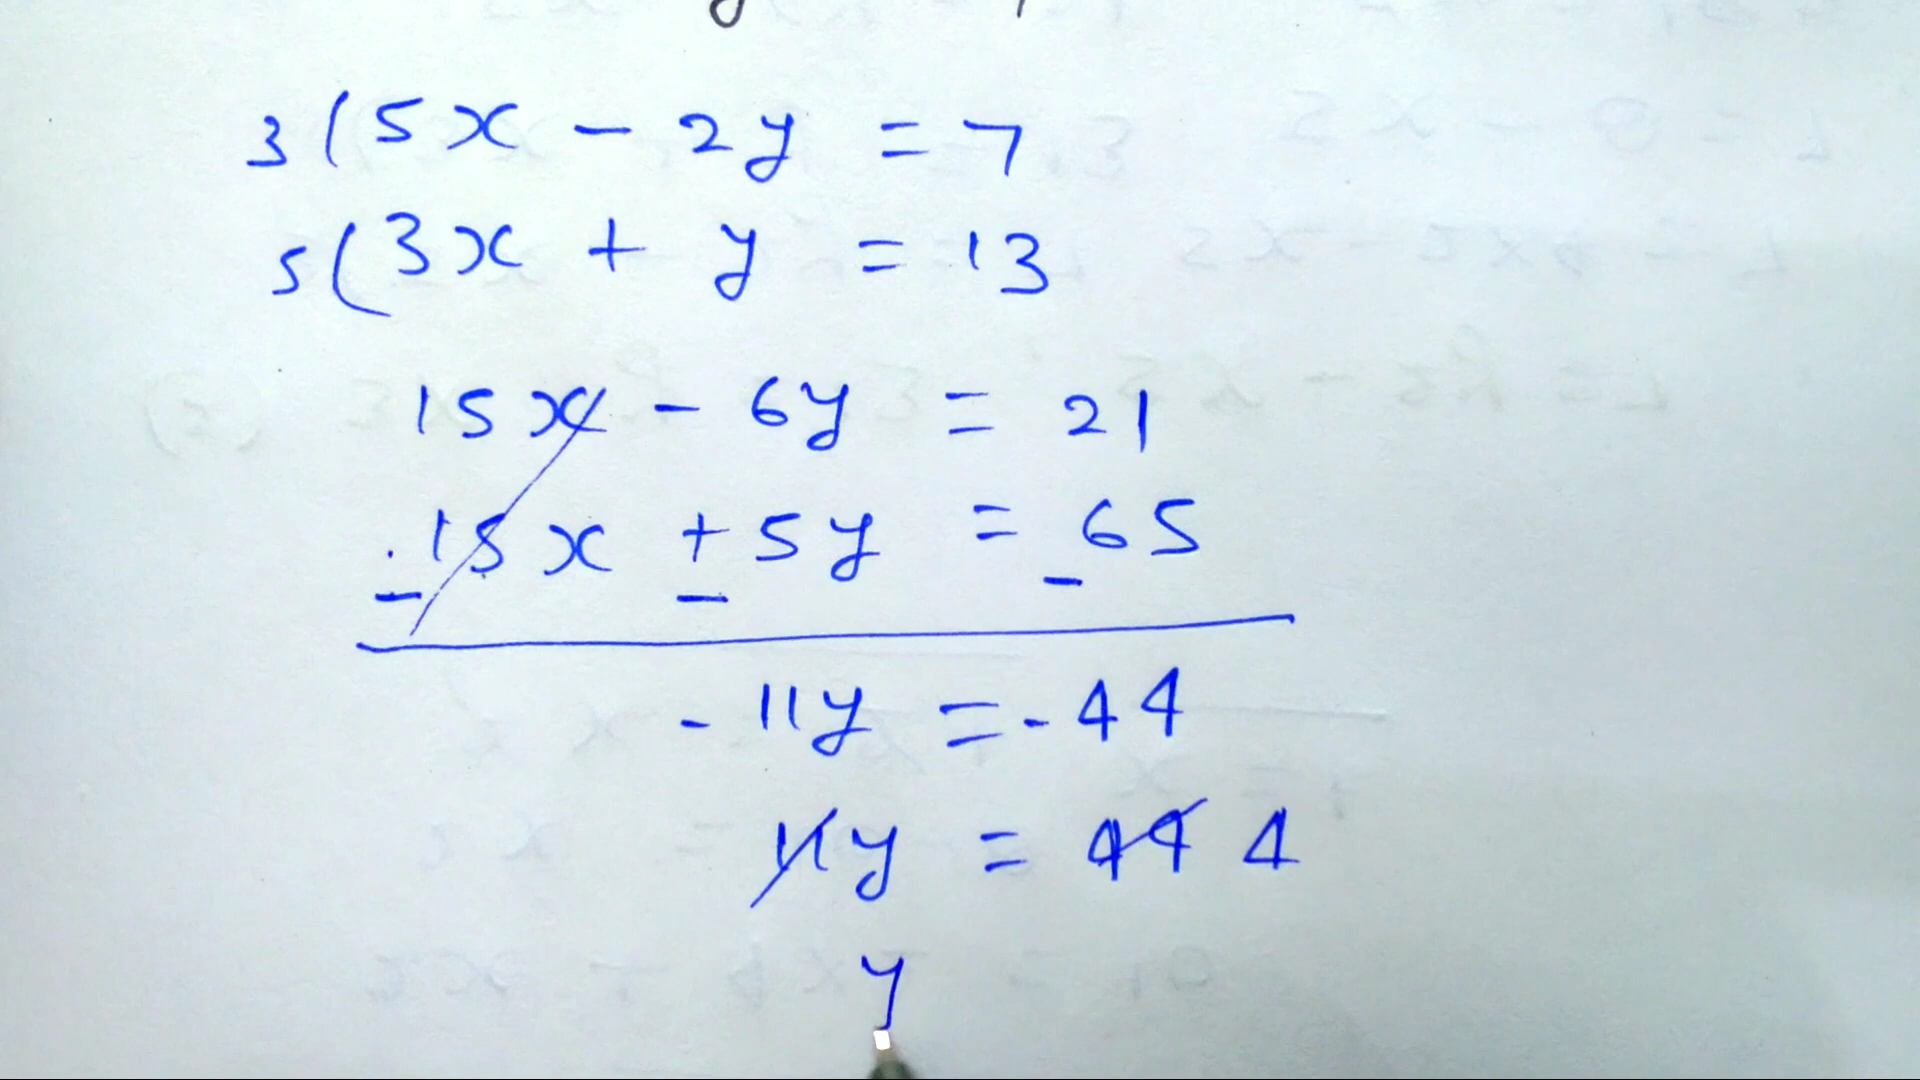 3(5x - 2y = 7
5(3x + y = 13
15x - 6y = 21
15x + 5y = 65
- - -
- 11y = - 44
11y = 44 4
y